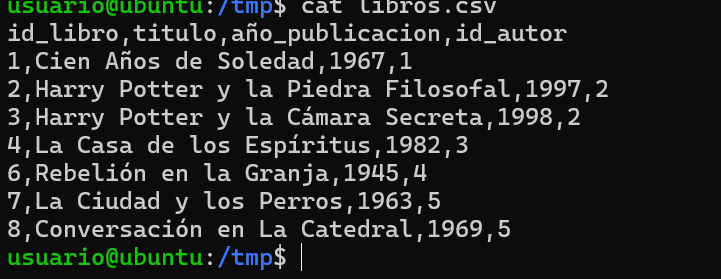 usuario@ubuntu:/tmp$ cat libros.csv
id_libro,titulo,año_publicacion,id_autor
1,Cien Años de Soledad,1967,1
2,Harry Potter y la Piedra Filosofal,1997,2
3,Harry Potter y la Cámara Secreta,1998,2
4,La Casa de los Espíritus,1982,3
6,Rebelión en la Granja,1945,4
7,La Ciudad y los Perros,1963,5
8,Conversación en La Catedral,1969,5
usuario@ubuntu:/tmp$